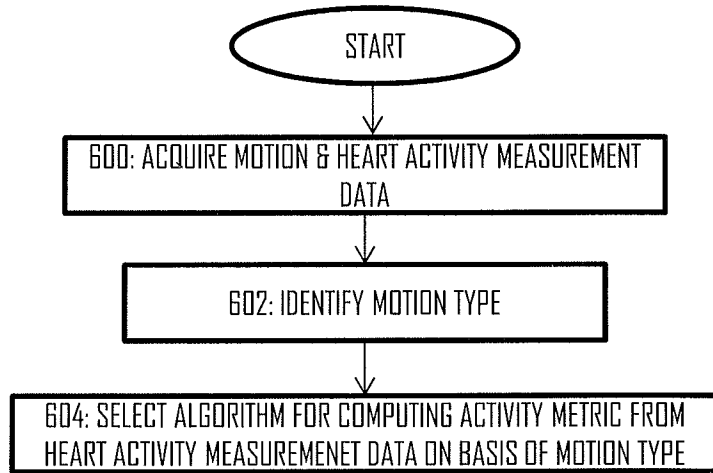 START
600: ACQUIRE MOTION & HEART ACTIVITY MEASUREMENT
DATA
602: IDENTIFY MOTION TYPE
604: SELECT ALGORITHM FOR COMPUTING ACTIVITY METRIC FROM
HEART ACTIVITY MEASUREMENET DATA ON BASIS OF MOTION TYPE